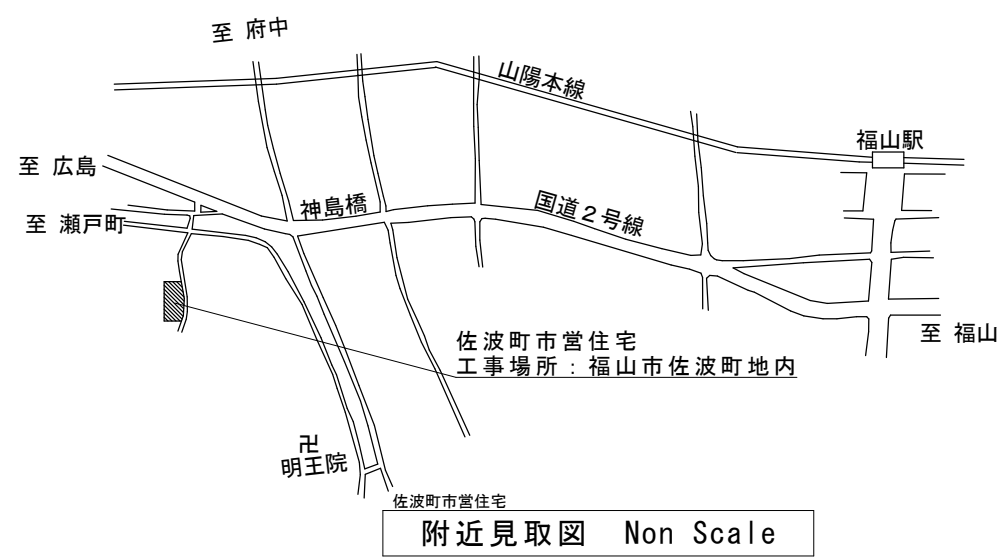 至 府中
山陽本線
福山駅
至 広島
神島橋
国道２号線
至 瀬戸町
至 福山
佐波町市営住宅
工事場所：福山市佐波町地内
卍
明王院
佐波町市営住宅
附近見取図 Non Scale